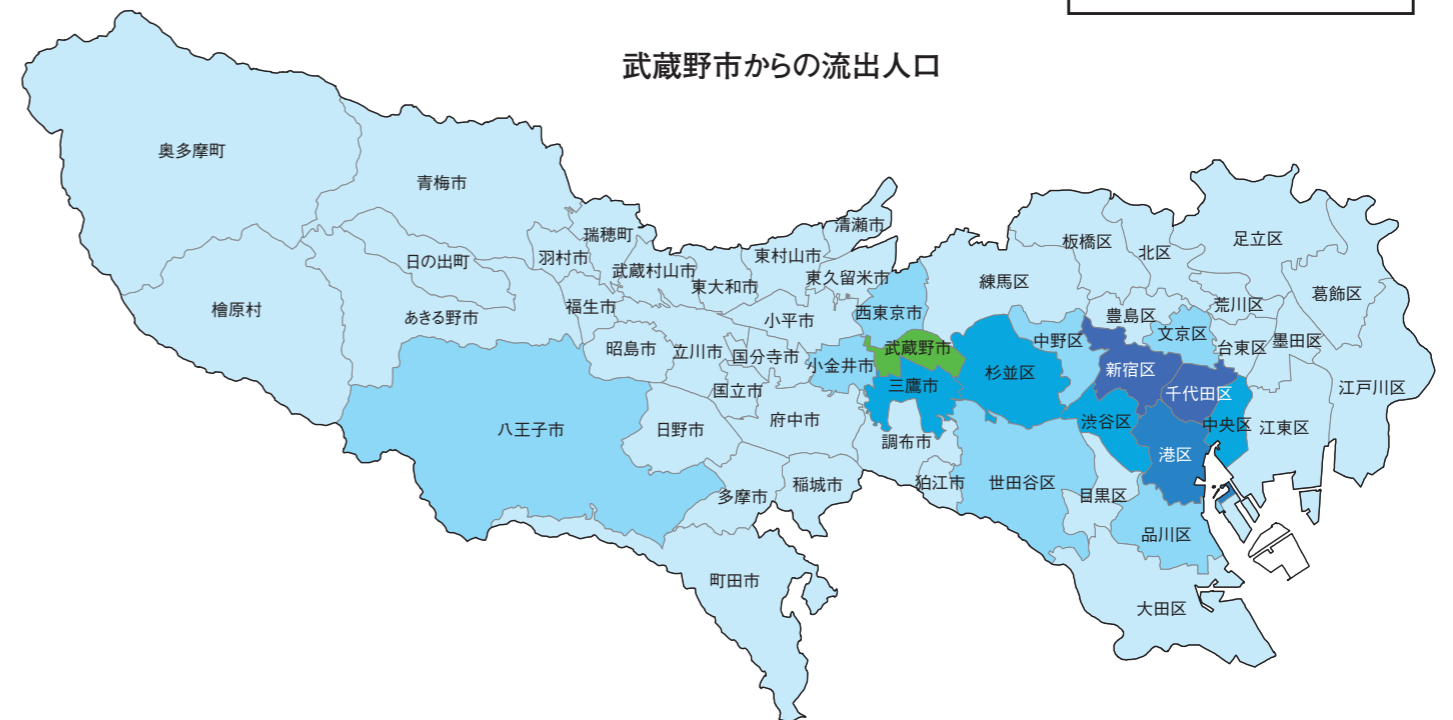 武蔵野市からの流出人口
奥多摩町
青梅市
檜原村
日の出町
あきる野市
羽村市
瑞穂町
福生市
武蔵村山市
東大和市
東村山市
清瀬市
東久留米市
昭島市
立川市
国分寺市
小平市
西東京市
小金井市
武蔵野市
三鷹市
国立市
府中市
調布市
狛江市
八王子市
日野市
多摩市
稲城市
町田市
練馬区
板橋区
北区
足立区
葛飾区
荒川区
豊島区
文京区
台東区
墨田区
江戸川区
中野区
杉並区
新宿区
千代田区
渋谷区
中央区
江東区
港区
世田谷区
目黒区
品川区
大田区